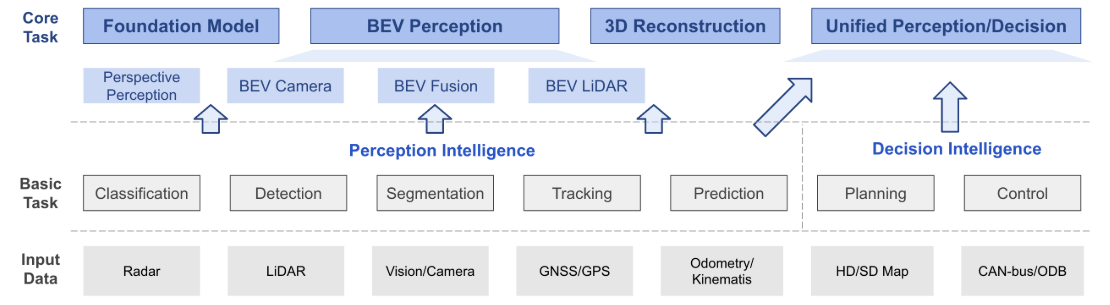 Core
Task
Foundation Model
BEV Perception
3D Reconstruction
Unified Perception/Decision
Perspective
Perception
BEV Camera
BEV Fusion
BEV LiDAR
Perception Intelligence
Decision Intelligence
Basic
Task
Classification
Detection
Segmentation
Tracking
Prediction
Planning
Control
Input
Data
Radar
LiDAR
Vision/Camera
GNSS/GPS
Odometry/
Kinematis
HD/SD Map
CAN-bus/ODB